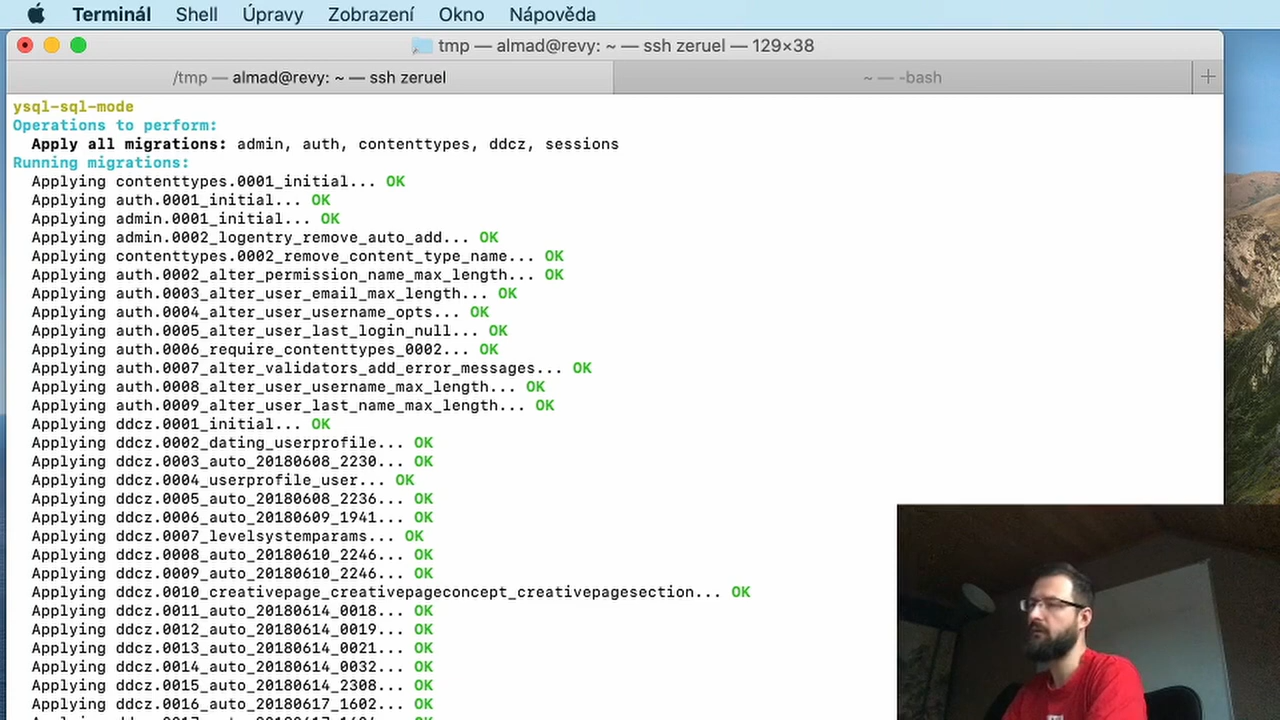 Terminál Shell Úpravy Zobrazení Okno Nápověda
tmp — almad@revy: ~ — ssh zeruel — 129×38
/tmp — almad@revy: ~ — ssh zeruel
~ — -bash
ysql-sql-mode
Operations to perform:
Apply all migrations: admin, auth, contenttypes, ddcz, sessions
Running migrations:
Applying contenttypes.0001_initial... OK
Applying auth.0001_initial... OK
Applying admin.0001_initial... OK
Applying admin.0002_logentry_remove_auto_add... OK
Applying contenttypes.0002_remove_content_type_name... OK
Applying auth.0002_alter_permission_name_max_length... OK
Applying auth.0003_alter_user_email_max_length... OK
Applying auth.0004_alter_user_username_opts... OK
Applying auth.0005_alter_user_last_login_null... OK
Applying auth.0006_require_contenttypes_0002... OK
Applying auth.0007_alter_validators_add_error_messages... OK
Applying auth.0008_alter_user_username_max_length... OK
Applying auth.0009_alter_user_last_name_max_length... OK
Applying ddcz.0001_initial... OK
Applying ddcz.0002_dating_userprofile... OK
Applying ddcz.0003_auto_20180608_2230... OK
Applying ddcz.0004_userprofile_user... OK
Applying ddcz.0005_auto_20180608_2236... OK
Applying ddcz.0006_auto_20180609_1941... OK
Applying ddcz.0007_levelsystemparams... OK
Applying ddcz.0008_auto_20180610_2246... OK
Applying ddcz.0009_auto_20180610_2246... OK
Applying ddcz.0010_creativepage_creativepageconcept_creativepagesection... OK
Applying ddcz.0011_auto_20180614_0018... OK
Applying ddcz.0012_auto_20180614_0019... OK
Applying ddcz.0013_auto_20180614_0021... OK
Applying ddcz.0014_auto_20180614_0032... OK
Applying ddcz.0015_auto_20180614_2308... OK
Applying ddcz.0016_auto_20180617_1602... OK